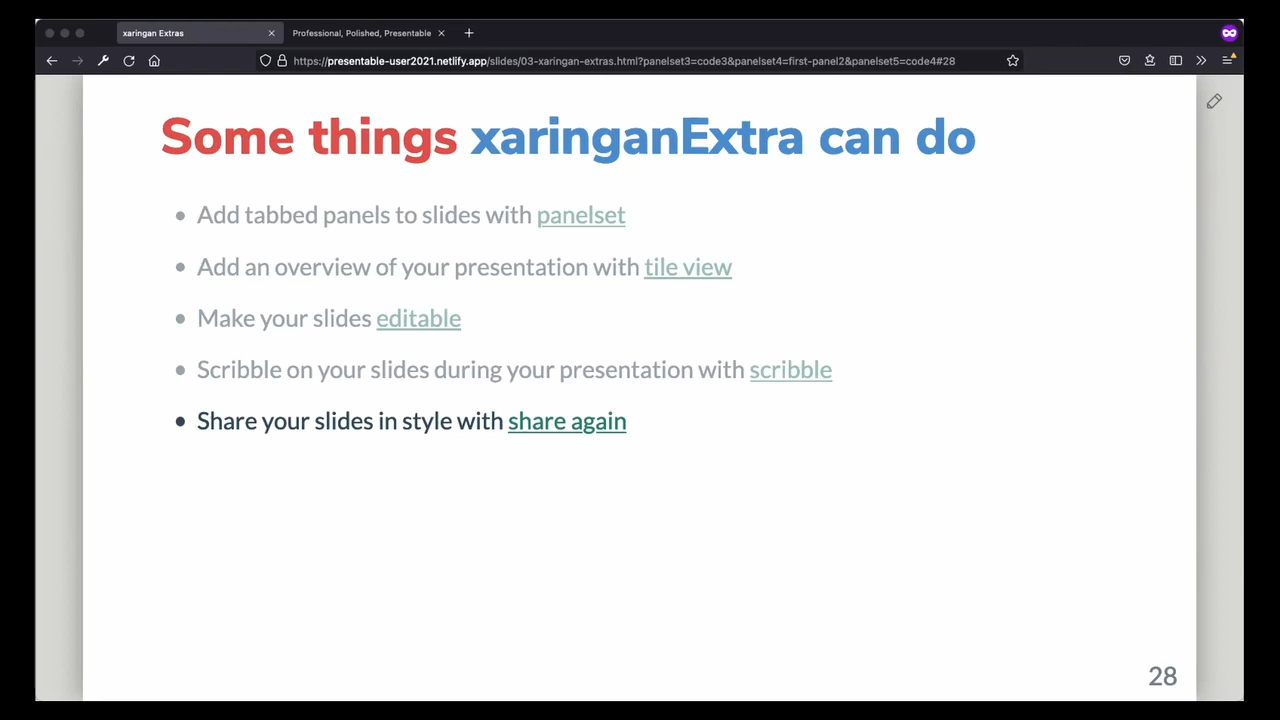 xaringan Extras
Professional, Polished, Presentable
https://presentable-user2021.netlify.app/slides/03-xaringan-extras.html?panelset3=code3&panelset4=first-panel2&panelset5=code4#28
Some things xaringanExtra can do
• Add tabbed panels to slides with panelset
• Add an overview of your presentation with tile view
• Make your slides editable
• Scribble on your slides during your presentation with scribble
• Share your slides in style with share again
28